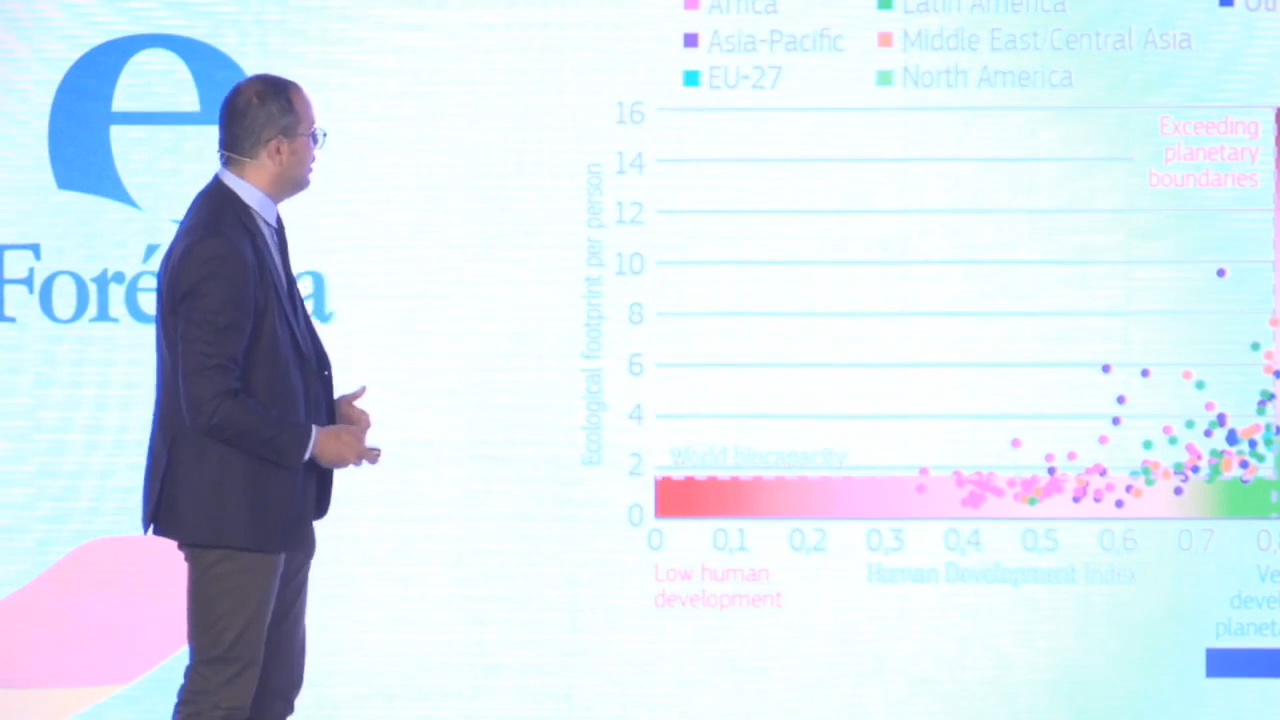 e
Foré a
Africa
Latin America
Asia-Pacific
Middle East/Central Asia
EU-27
North America
16
14
12
10
8
6
4
2
0
Ecological footprint per person
Exceeding
planetary
boundaries
World biocapacity
0 0,1 0,2 0,3 0,4 0,5 0,6 0,7
Low human
development
Human Development Index